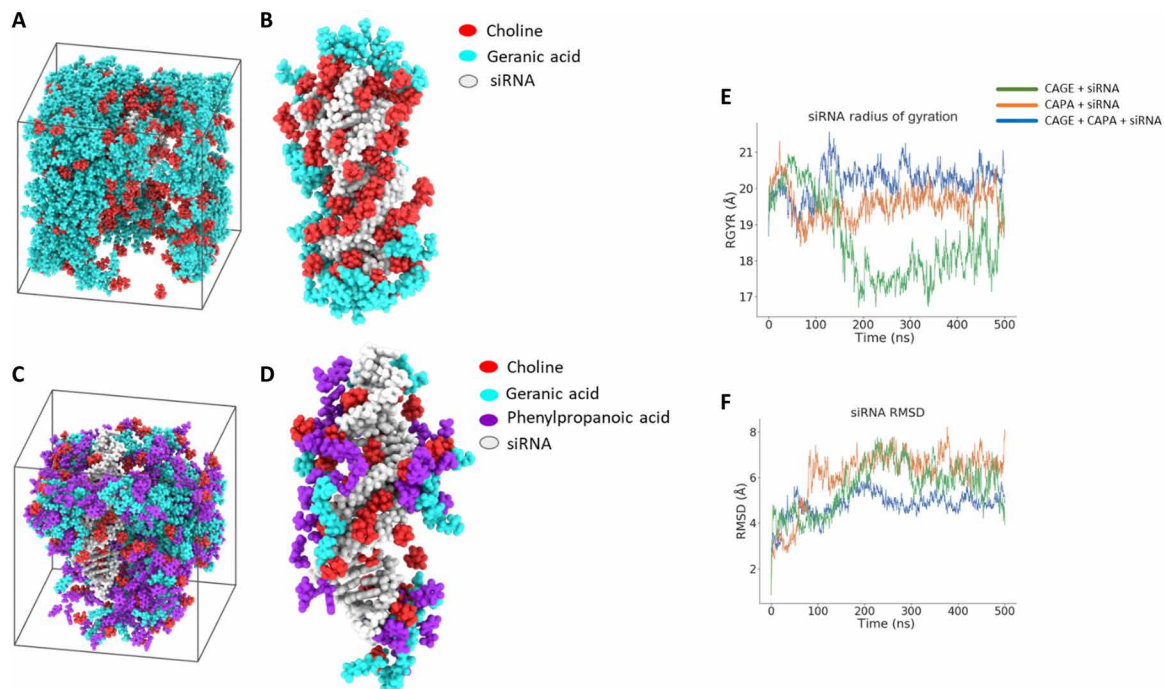 A
B
Choline
Geranic acid
siRNA
C
D
Choline
Geranic acid
Phenylpropanoic acid
siRNA
E
CAGE + siRNA
CAPA + siRNA
CAGE + CAPA + siRNA
siRNA radius of gyration
RGYR (Å)
21
20
19
18
17
0 100 200 300 400 500
Time (ns)
F
siRNA RMSD
RMSD (Å)
8
6
4
2
0 100 200 300 400 500
Time (ns)